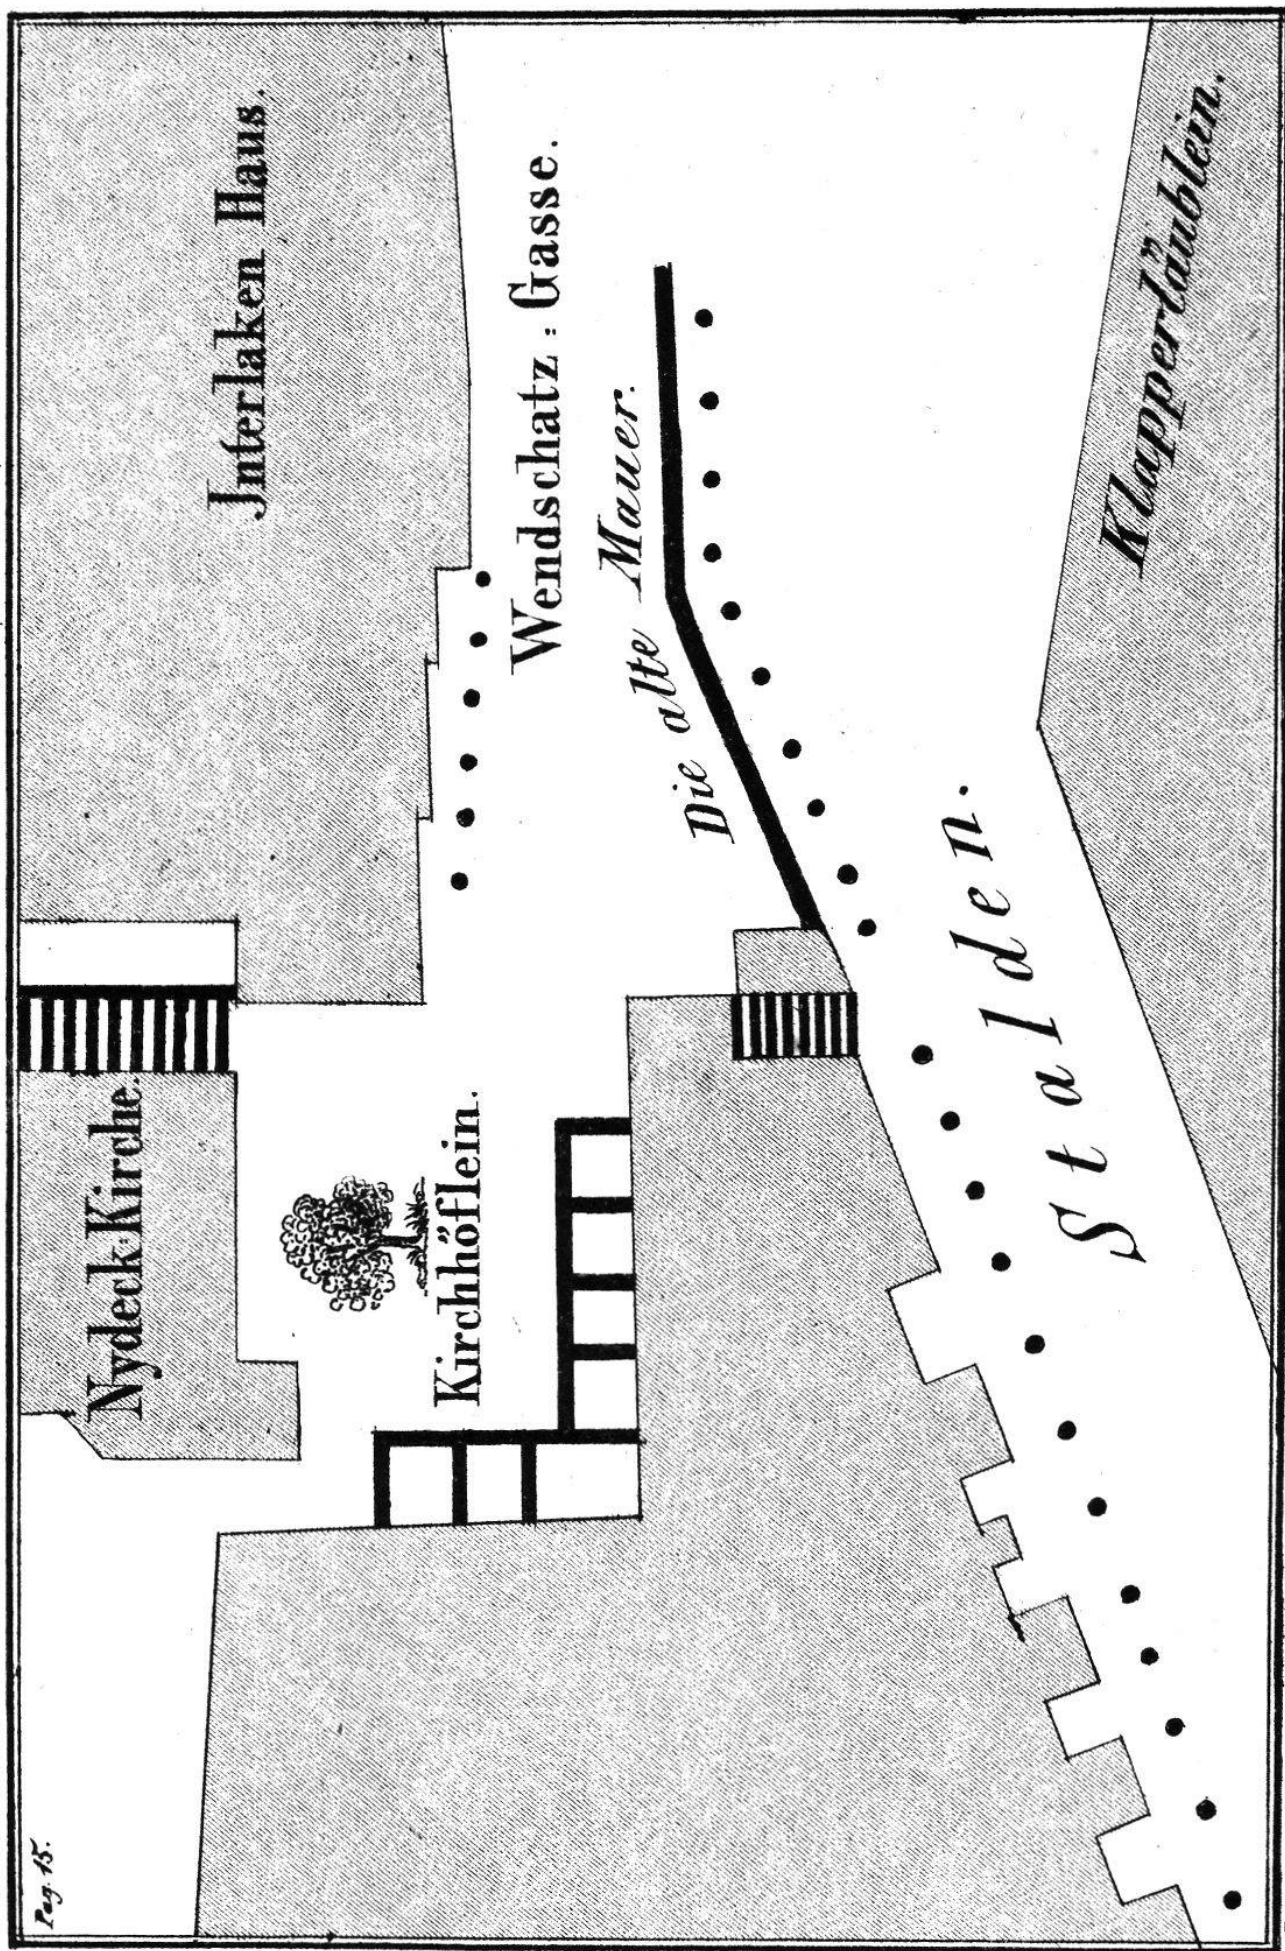 Pag. 15.
Nydeck-Kirche.
Interlaken Haus.
Kirchhöflein.
Wendschatz-Gasse.
Die alte Mauer.
Stalden.
Klapperläublein.